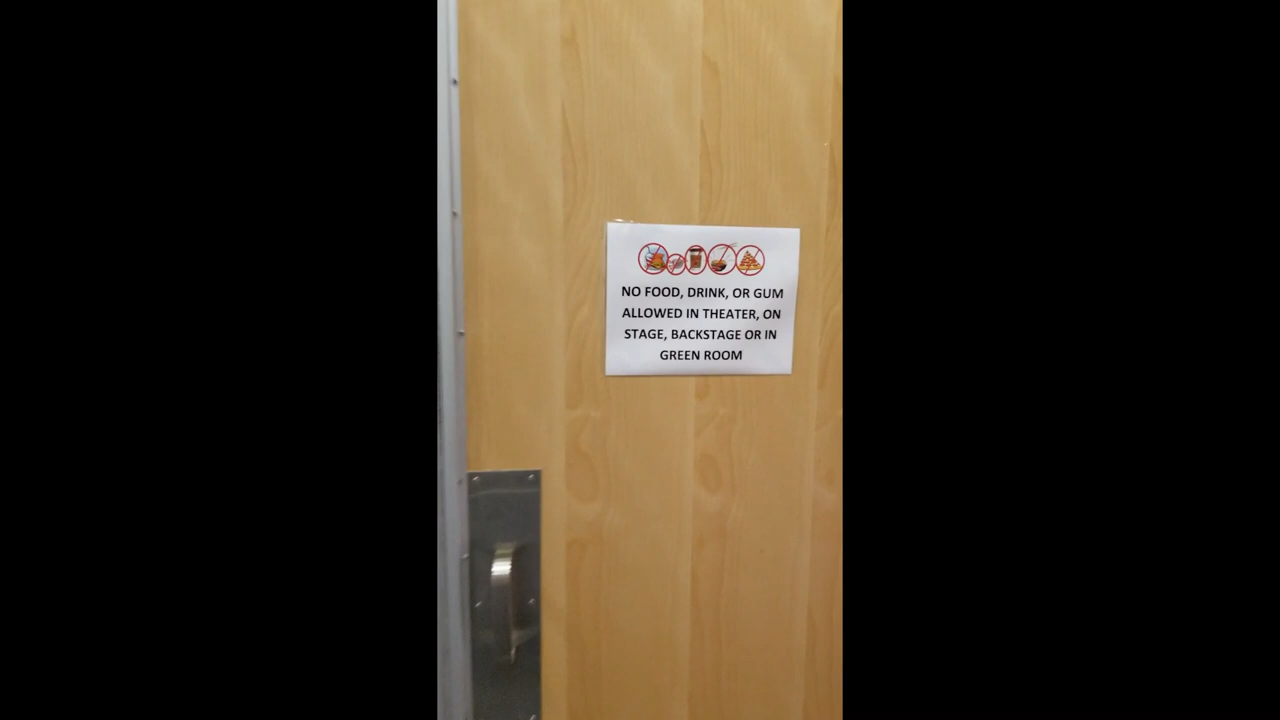 NO FOOD, DRINK, OR GUM
ALLOWED IN THEATER, ON
STAGE, BACKSTAGE OR IN
GREEN ROOM